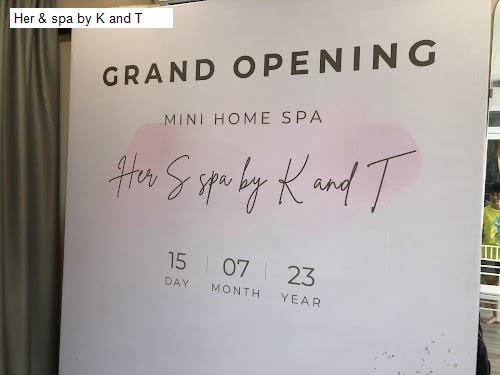 Her & spa by K and T
GRAND OPENING
MINI HOME SPA
Her S spa by K and T
15 07 23
DAY MONTH YEAR